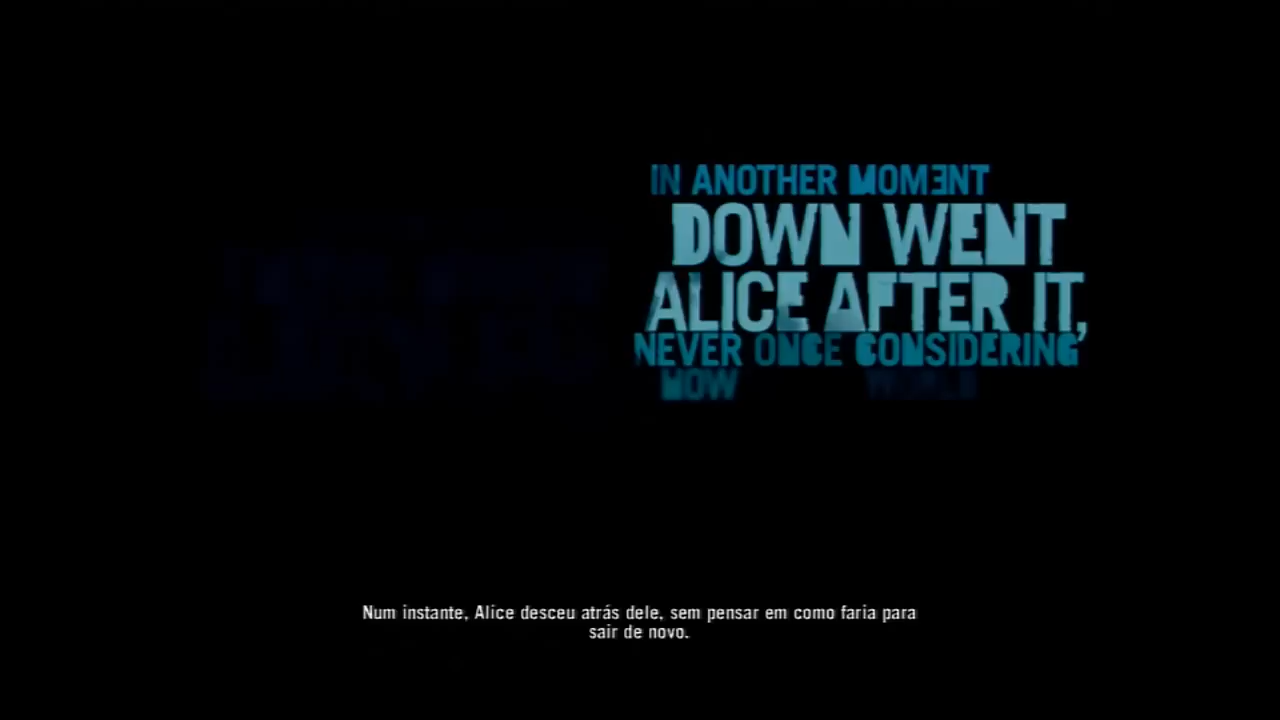 IN ANOTHER MOMENT
DOWN WENT
ALICE AFTER IT,
NEVER ONCE CONSIDERING
HOW WORLD
Num instante, Alice desceu atrás dele, sem pensar em como faria para
sair de novo.